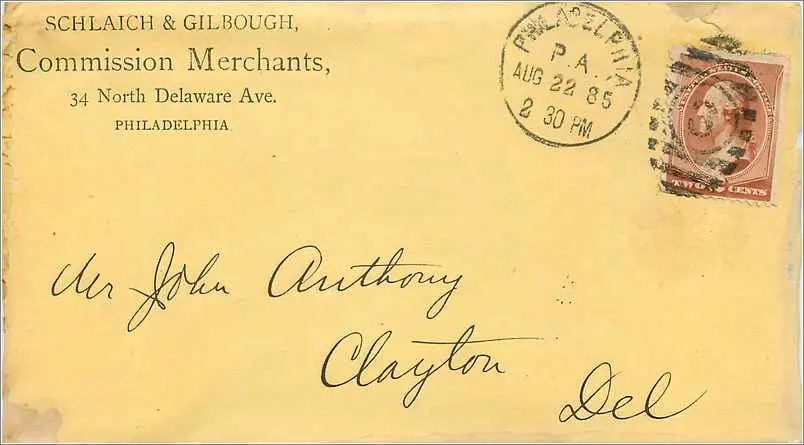 SCHLAICH & GILBOUGH,
Commission Merchants,
34 North Delaware Ave.
PHILADELPHIA
PHILADELPHIA
P.A.
AUG 22 85
2 30 PM
TWO CENTS
Mr John Anthony
Clayton
Del